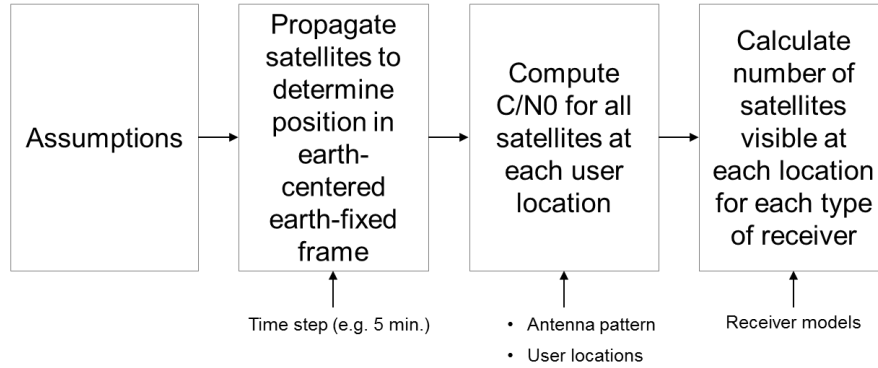 Assumptions
Propagate
satellites to
determine
position in
earth-
centered
earth-fixed
frame
Compute
C/N0 for all
satellites at
each user
location
Calculate
number of
satellites
visible at
each location
for each type
of receiver
Time step (e.g. 5 min.)
• Antenna pattern
• User locations
Receiver models